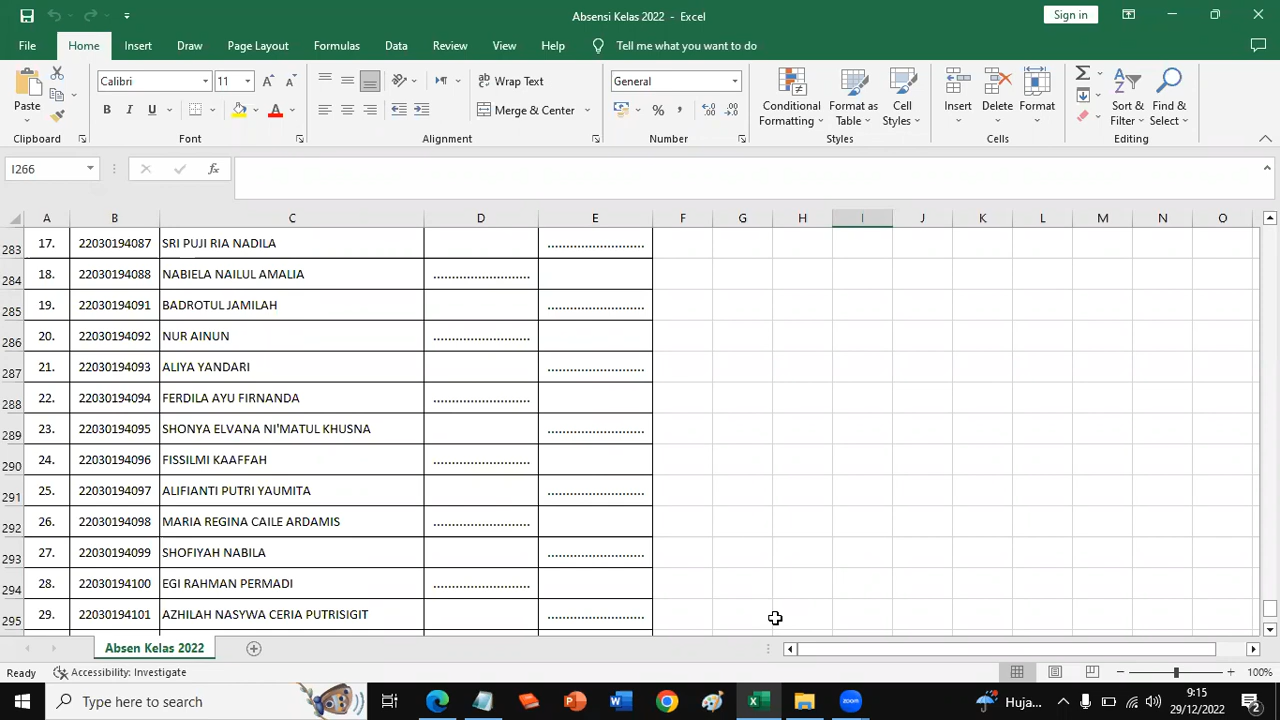 Absensi Kelas 2022 - Excel
Sign in
File Home Insert Draw Page Layout Formulas Data Review View Help Tell me what you want to do
Paste
Calibri 11
Wrap Text
General
Merge & Center
Conditional Formatting
Format as Table
Cell Styles
Insert Delete Format
Sort & Filter
Find & Select
Clipboard Font Alignment Number Styles Cells Editing
I266
A B C D E F G H I J K L M N O
283 17. 22030194087 SRI PUJI RIA NADILA ..........................
284 18. 22030194088 NABIELA NAILUL AMALIA ..........................
285 19. 22030194091 BADROTUL JAMILAH ..........................
286 20. 22030194092 NUR AINUN ..........................
287 21. 22030194093 ALIYA YANDARI ..........................
288 22. 22030194094 FERDILA AYU FIRNANDA ..........................
289 23. 22030194095 SHONYA ELVANA NI'MATUL KHUSNA ..........................
290 24. 22030194096 FISSILMI KAAFFAH ..........................
291 25. 22030194097 ALIFIANTI PUTRI YAUMITA ..........................
292 26. 22030194098 MARIA REGINA CAILE ARDAMIS ..........................
293 27. 22030194099 SHOFIYAH NABILA ..........................
294 28. 22030194100 EGI RAHMAN PERMADI ..........................
295 29. 22030194101 AZHILAH NASYWA CERIA PUTRISIGIT ..........................
Absen Kelas 2022
Ready Accessibility: Investigate 100%
Type here to search
zoom
Huja...
9:15
29/12/2022
2